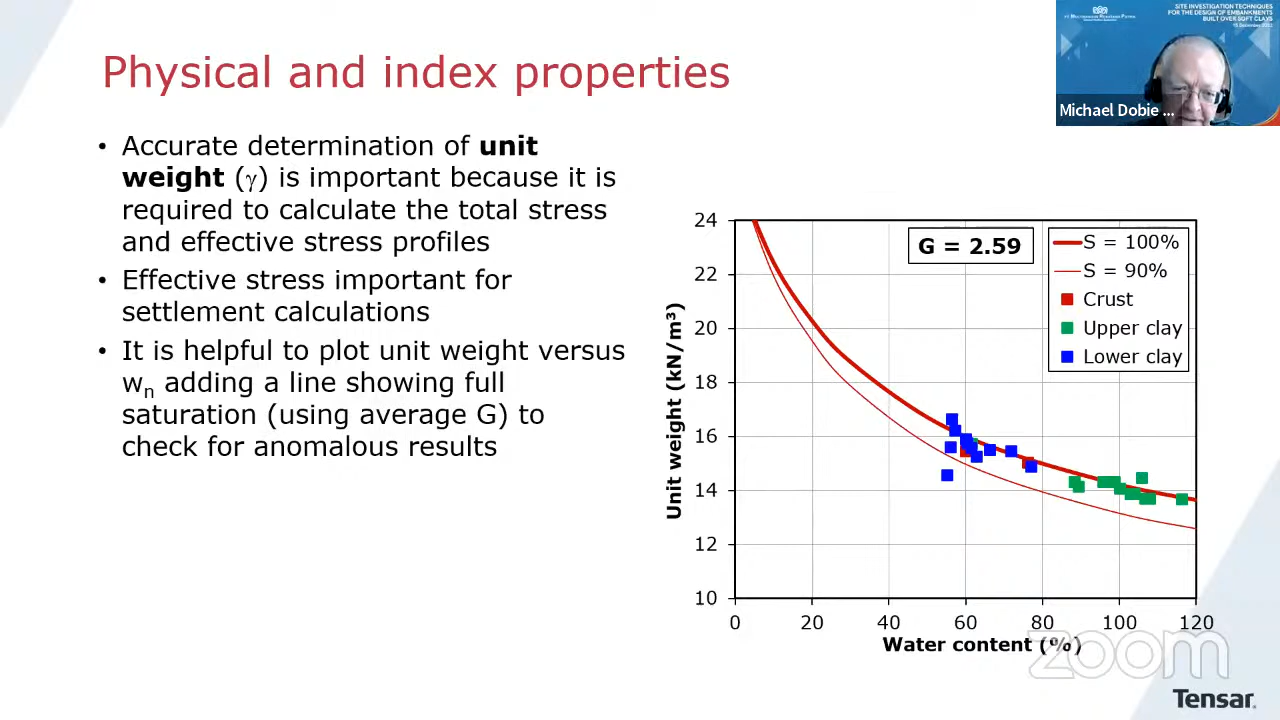 PT MULTIBANGUN REKATAMA PATRIA
SITE INVESTIGATION TECHNIQUES
FOR THE DESIGN OF EMBANKMENTS
BUILT OVER SOFT CLAYS
Michael Dobie ...
Physical and index properties
• Accurate determination of unit
weight (γ) is important because it is
required to calculate the total stress
and effective stress profiles
• Effective stress important for
settlement calculations
• It is helpful to plot unit weight versus
wn adding a line showing full
saturation (using average G) to
check for anomalous results
G = 2.59
S = 100%
S = 90%
Crust
Upper clay
Lower clay
Unit weight (kN/m³)
24
22
20
18
16
14
12
10
0 20 40 60 80 100 120
Water content (%)
zoom
Tensar.